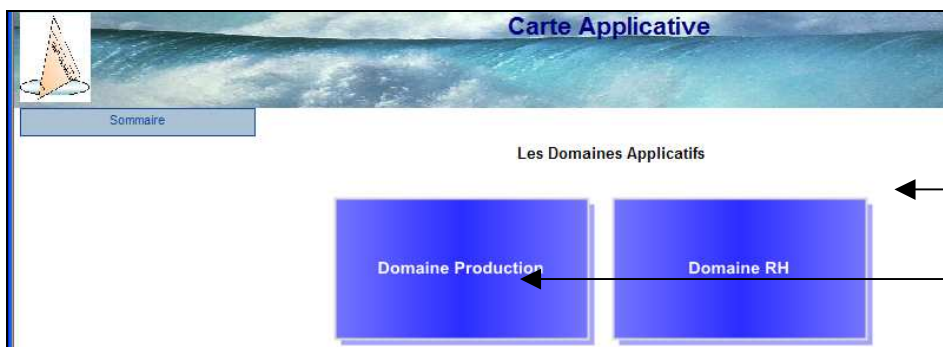 Carte Applicative
Sommaire
Les Domaines Applicatifs
Domaine Production
Domaine RH